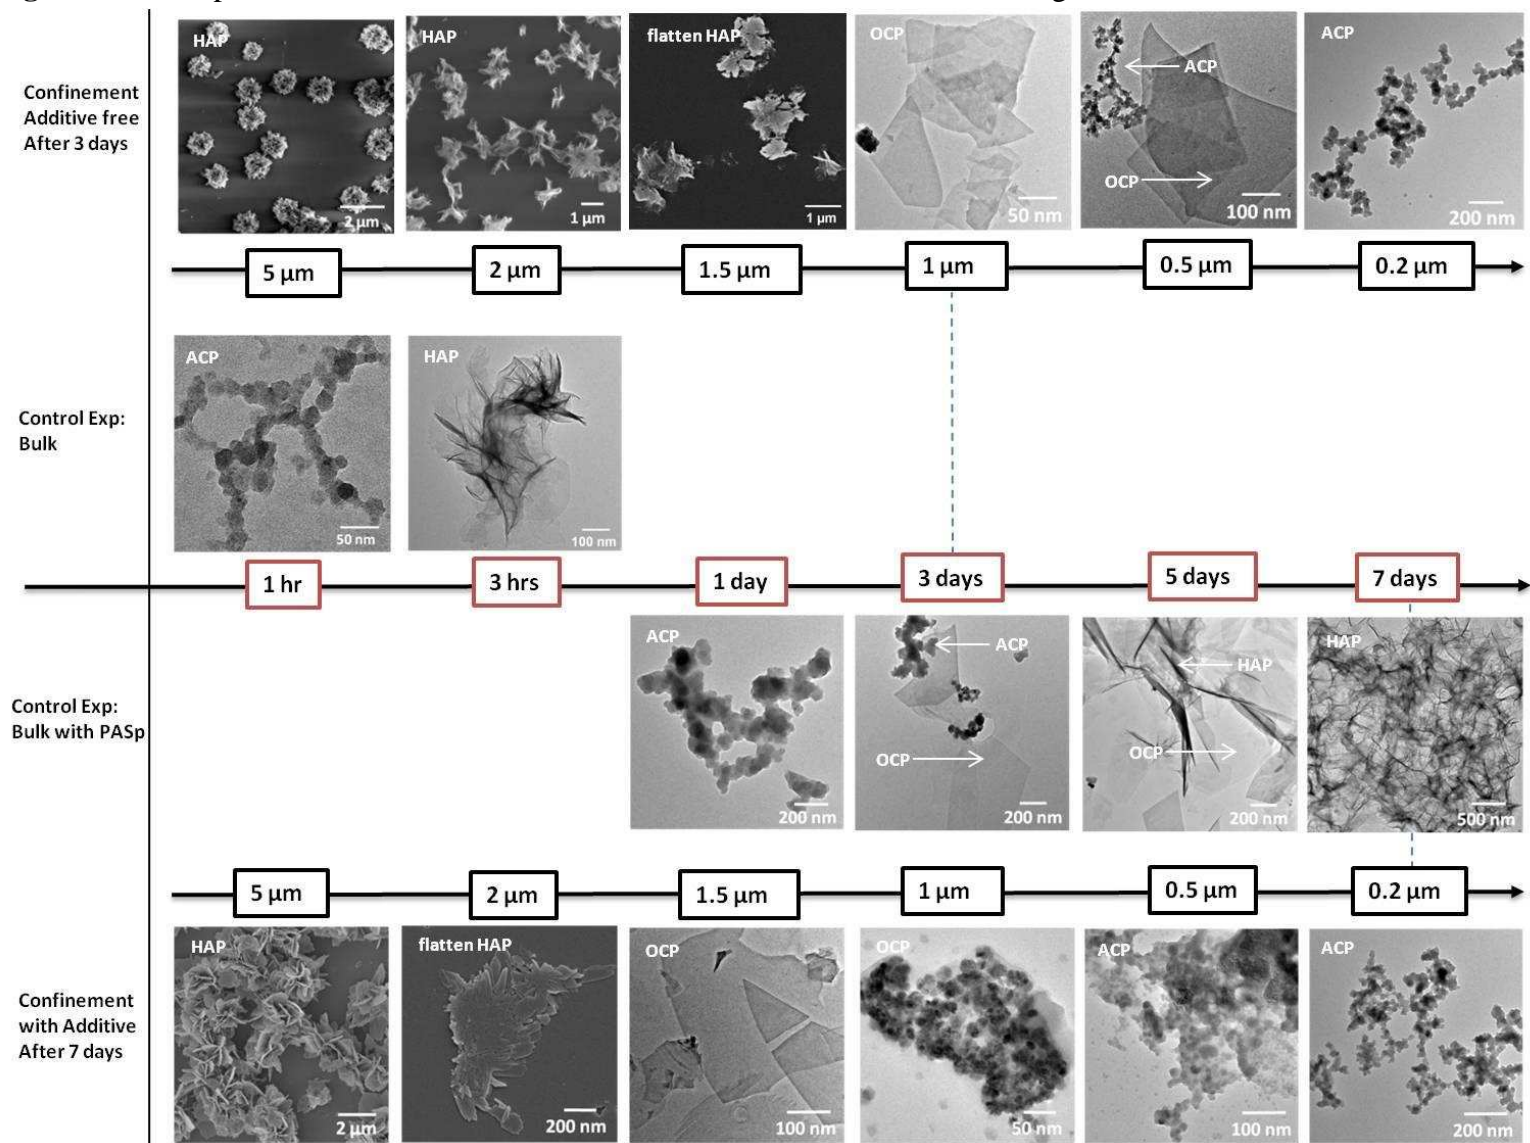 HAP
HAP
flatten HAP
OCP
ACP
OCP
ACP
Confinement
Additive free
After 3 days
2 µm
1 µm
1 µm
50 nm
100 nm
200 nm
5 µm
2 µm
1.5 µm
1 µm
0.5 µm
0.2 µm
ACP
HAP
Control Exp:
Bulk
50 nm
100 nm
1 hr
3 hrs
1 day
3 days
5 days
7 days
ACP
ACP
OCP
HAP
OCP
HAP
Control Exp:
Bulk with PASp
200 nm
200 nm
200 nm
500 nm
5 µm
2 µm
1.5 µm
1 µm
0.5 µm
0.2 µm
HAP
flatten HAP
OCP
OCP
ACP
ACP
Confinement
with Additive
After 7 days
2 µm
200 nm
100 nm
50 nm
100 nm
200 nm